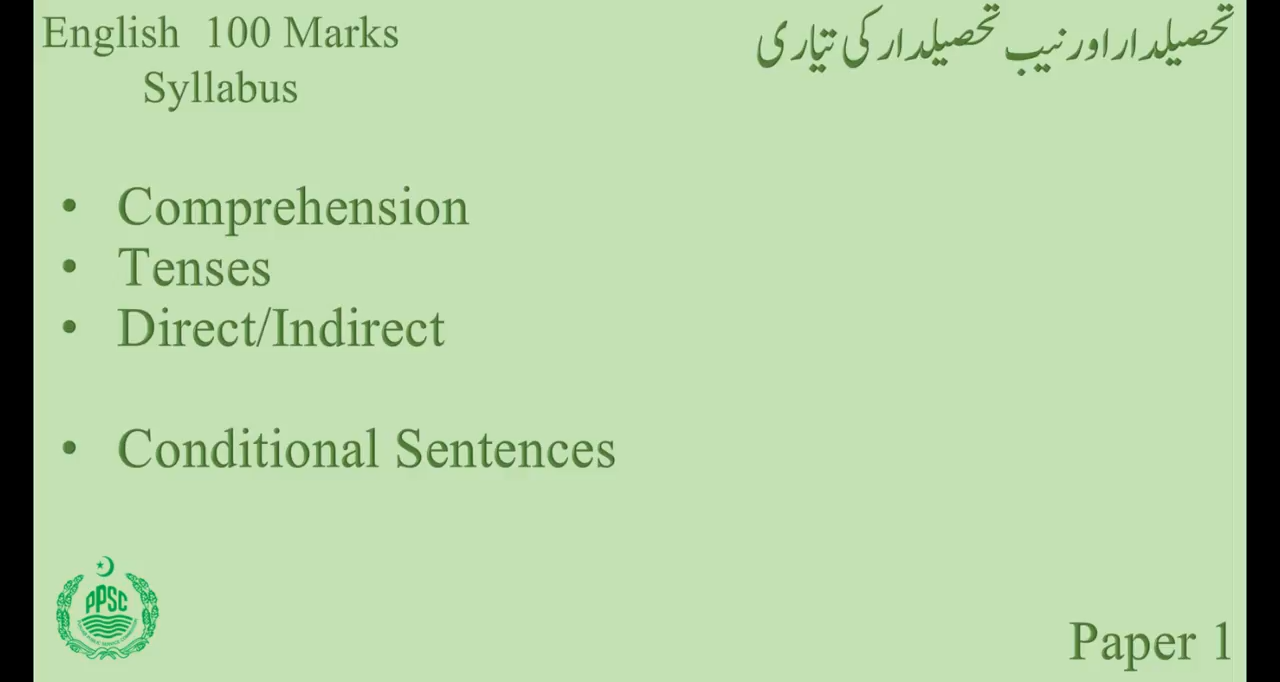 English 100 Marks
Syllabus
تحصیلدار اور نیب تحصیلدار کی تیاری
• Comprehension
• Tenses
• Direct/Indirect
• Conditional Sentences
PPSC
Paper 1